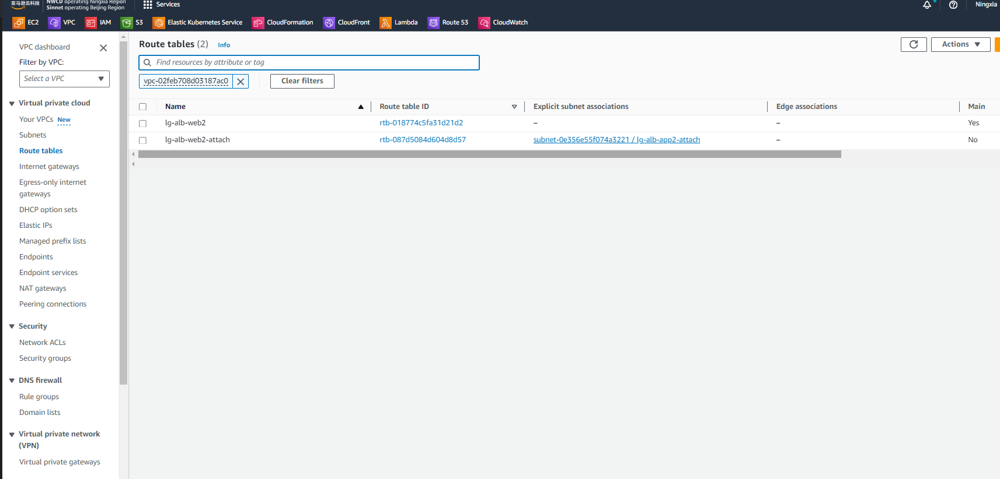 亚马逊云科技
NWCD operating Ningxia Region
Sinnet operating Beijing Region
Services
Ningxia
EC2 VPC IAM S3 Elastic Kubernetes Service CloudFormation CloudFront Lambda Route 53 CloudWatch
VPC dashboard
Filter by VPC:
Select a VPC
Virtual private cloud
Your VPCs New
Subnets
Route tables
Internet gateways
Egress-only internet
gateways
DHCP option sets
Elastic IPs
Managed prefix lists
Endpoints
Endpoint services
NAT gateways
Peering connections
Security
Network ACLs
Security groups
DNS firewall
Rule groups
Domain lists
Virtual private network
(VPN)
Virtual private gateways
Route tables (2) Info
Actions
Find resources by attribute or tag
vpc-02feb708d03187ac0
Clear filters
Name Route table ID Explicit subnet associations Edge associations Main
lg-alb-web2 rtb-018774c5fa31d21d2 – – Yes
lg-alb-web2-attach rtb-087d5084d604d8d57 subnet-0e356e55f074a3221 / lg-alb-app2-attach – No